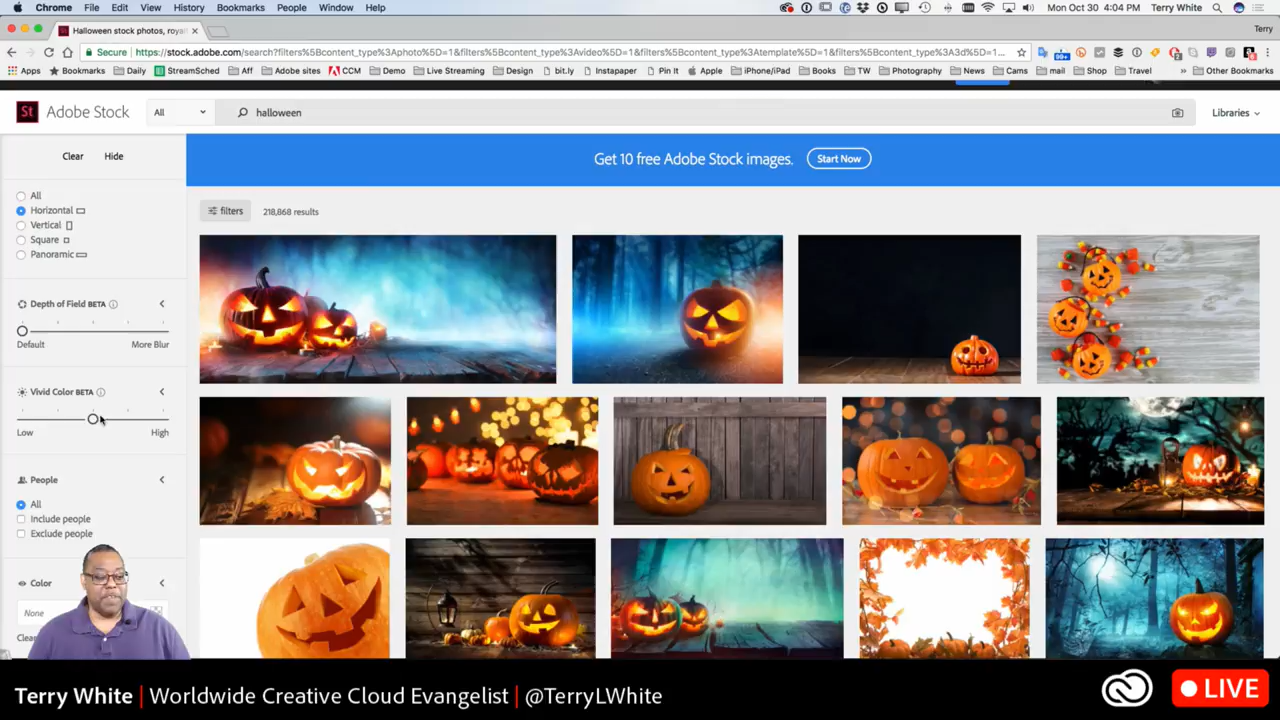 Chrome File Edit View History Bookmarks People Window Help
Mon Oct 30 4:04 PM Terry White
Halloween stock photos, roya
Terry
Secure https://stock.adobe.com/search?filters%5Bcontent_type%3Aphoto%5D=1&filters%5Bcontent_type%3Avideo%5D=1&filters%5Bcontent_type%3Atemplate%5D=1&filters%5Bcontent_type%3A3d%5D=1...
Apps Bookmarks Daily StreamSched Aff Adobe sites CCM Demo Live Streaming Design bit.ly Instapaper Pin It Apple iPhone/iPad Books TW Photography News Cams mail Shop Travel » Other Bookmarks
St Adobe Stock All halloween Libraries
Clear Hide
Get 10 free Adobe Stock images. Start Now
All
Horizontal
Vertical
Square
Panoramic
filters 218,868 results
Depth of Field BETA
Default More Blur
Vivid Color BETA
Low High
People
All
Include people
Exclude people
Color
None
Terry White | Worldwide Creative Cloud Evangelist | @TerryLWhite
LIVE